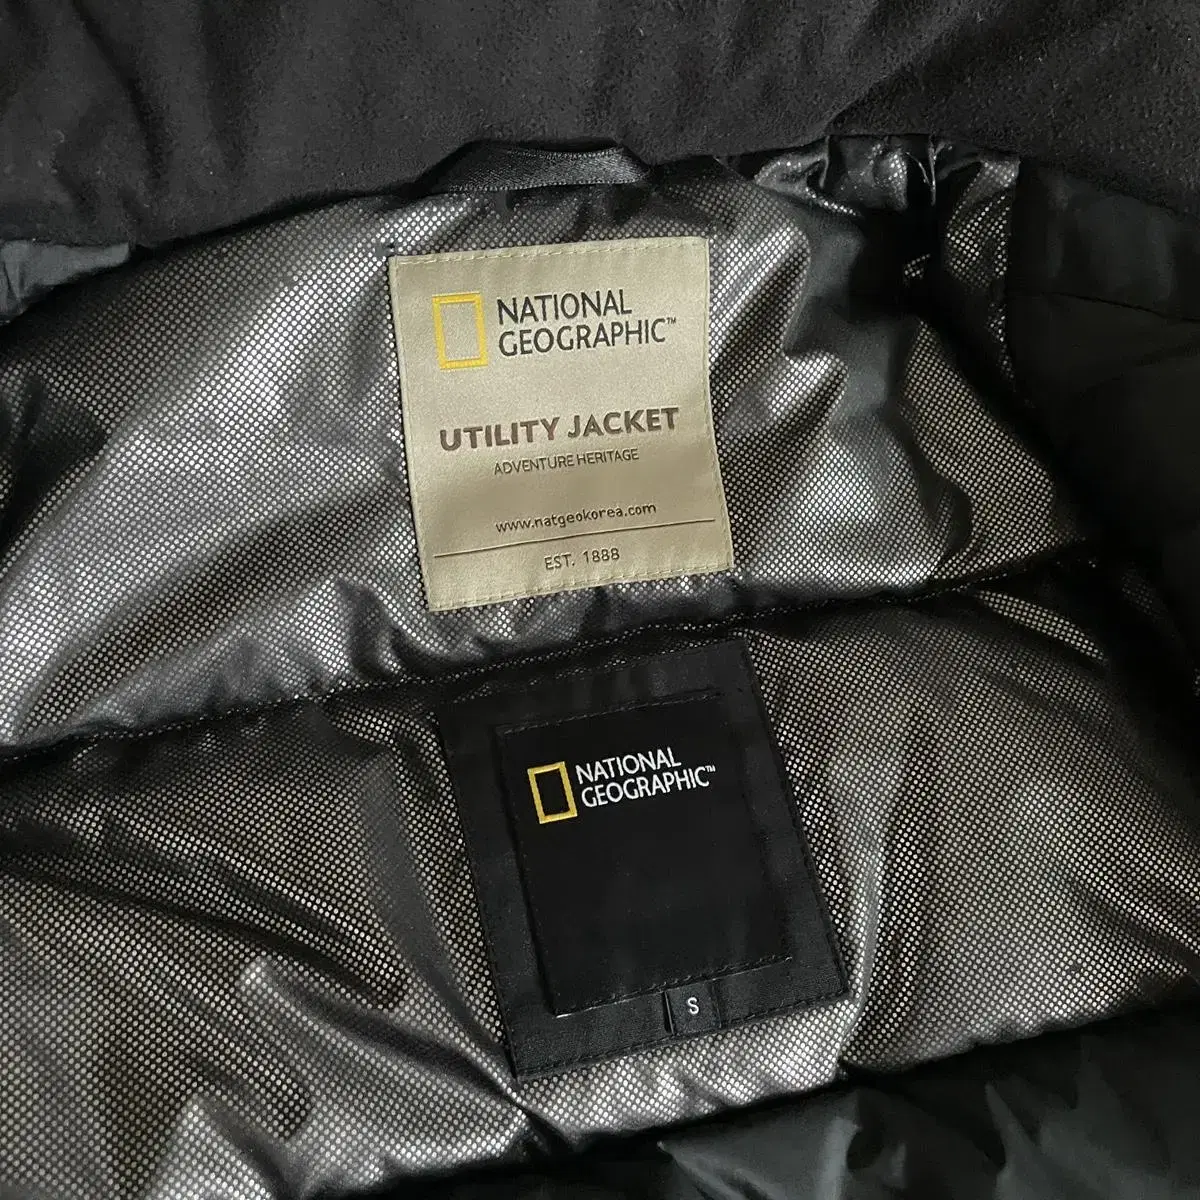 NATIONAL
GEOGRAPHIC™
UTILITY JACKET
ADVENTURE HERITAGE
www.natgeokorea.com
EST. 1888
NATIONAL
GEOGRAPHIC™
S